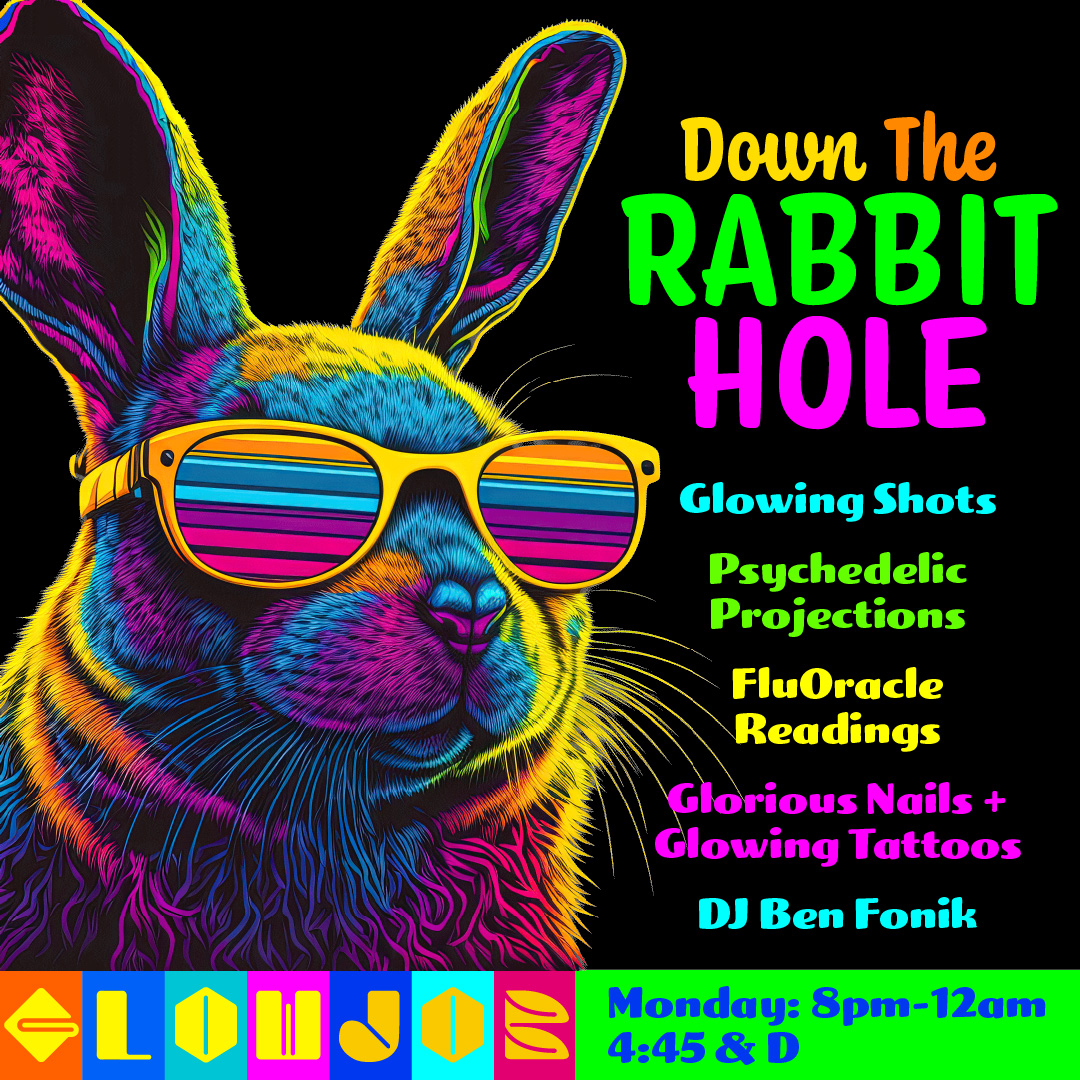 Down The
RABBIT
HOLE
Glowing Shots
Psychedelic
Projections
FluOracle
Readings
Glorious Nails +
Glowing Tattoos
DJ Ben Fonik
GLOWJOZ
Monday: 8pm-12am
4:45 & D